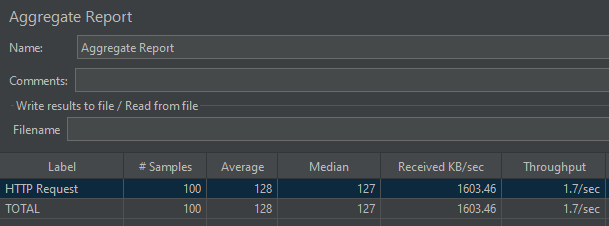 Aggregate Report
Name: Aggregate Report
Comments:
Write results to file / Read from file
Filename
Label # Samples Average Median Received KB/sec Throughput
HTTP Request 100 128 127 1603.46 1.7/sec
TOTAL 100 128 127 1603.46 1.7/sec